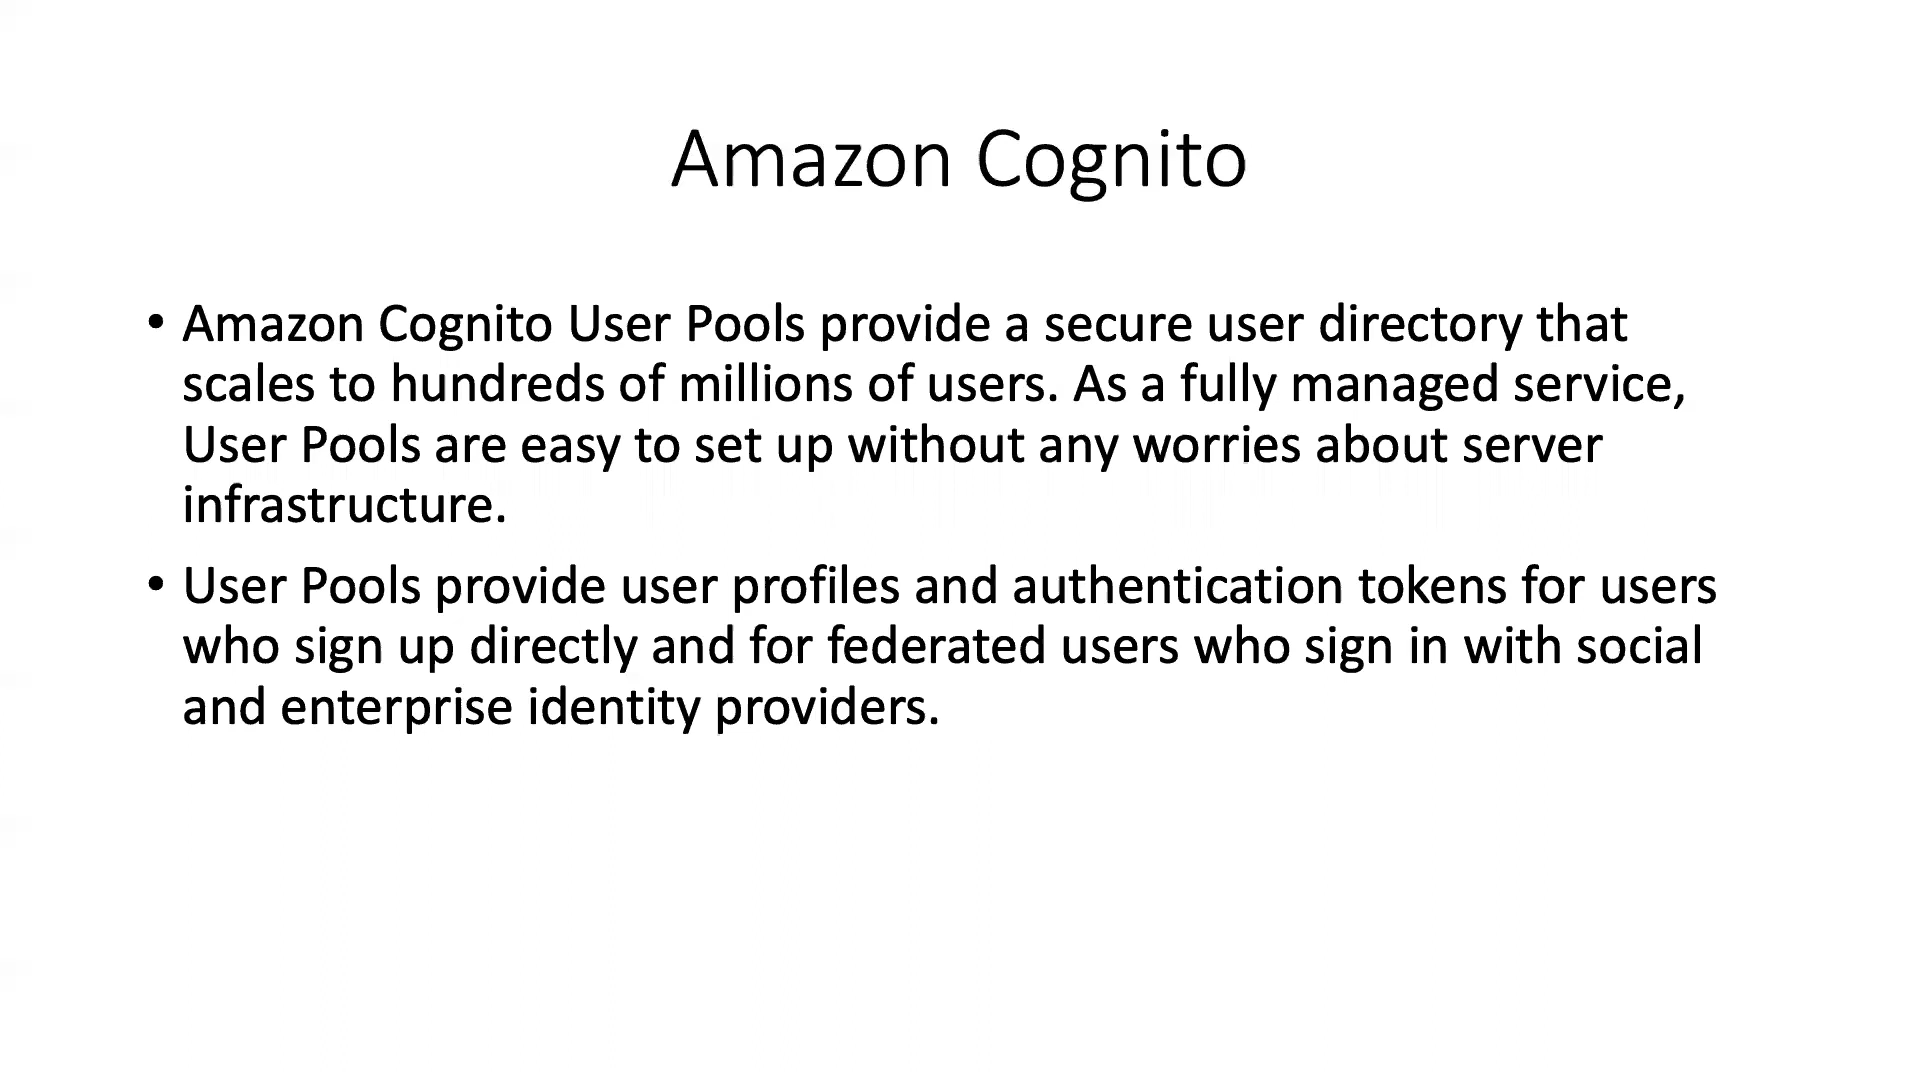 Amazon Cognito
• Amazon Cognito User Pools provide a secure user directory that
scales to hundreds of millions of users. As a fully managed service,
User Pools are easy to set up without any worries about server
infrastructure.
• User Pools provide user profiles and authentication tokens for users
who sign up directly and for federated users who sign in with social
and enterprise identity providers.